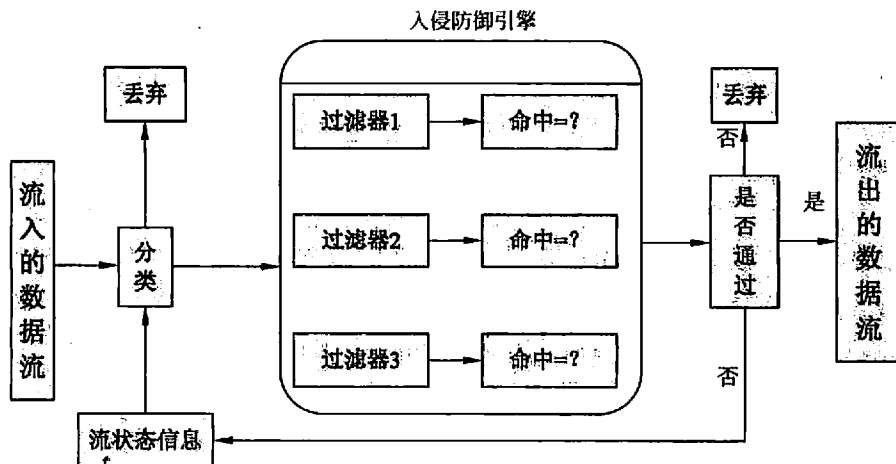 入侵防御引擎
丢弃
过滤器1
命中=?
丢弃
否
流入的数据流
分类
过滤器2
命中=?
是否通过
是
流出的数据流
过滤器3
命中=?
否
流状态信息